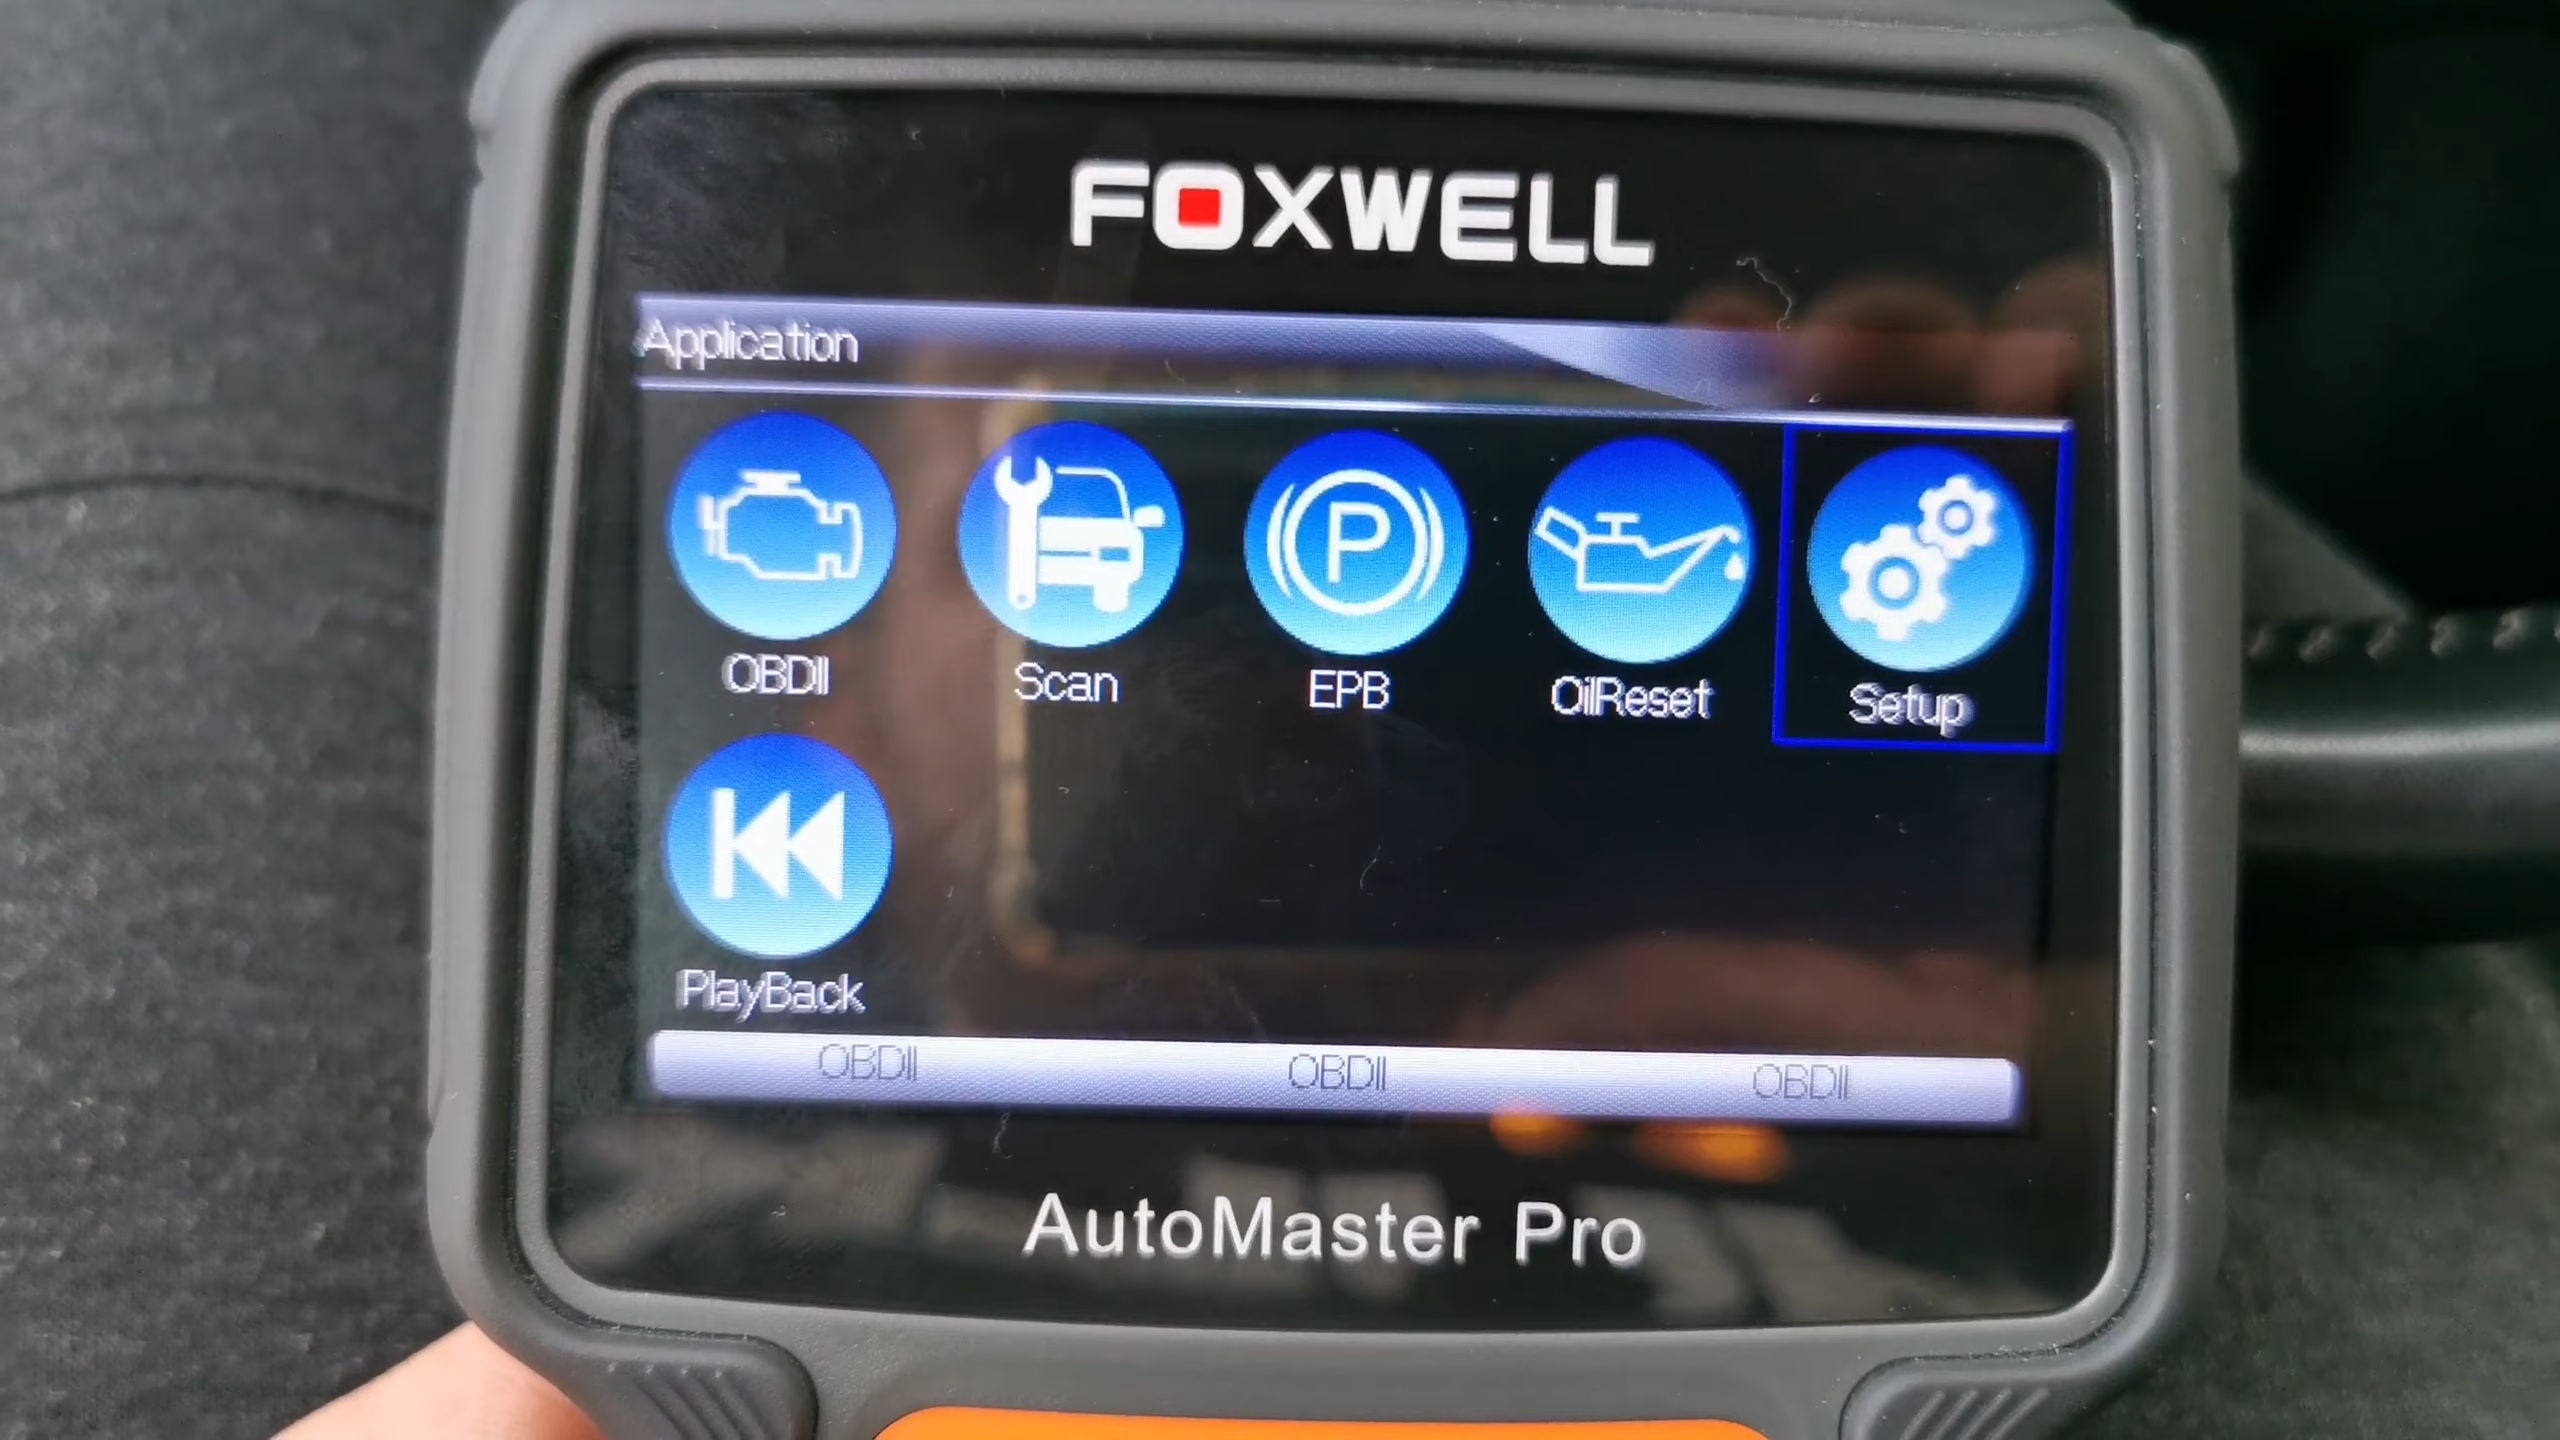 FOXWELL
Application
OBDII Scan EPB OilReset Setup
PlayBack
OBDII OBDII OBDII
AutoMaster Pro